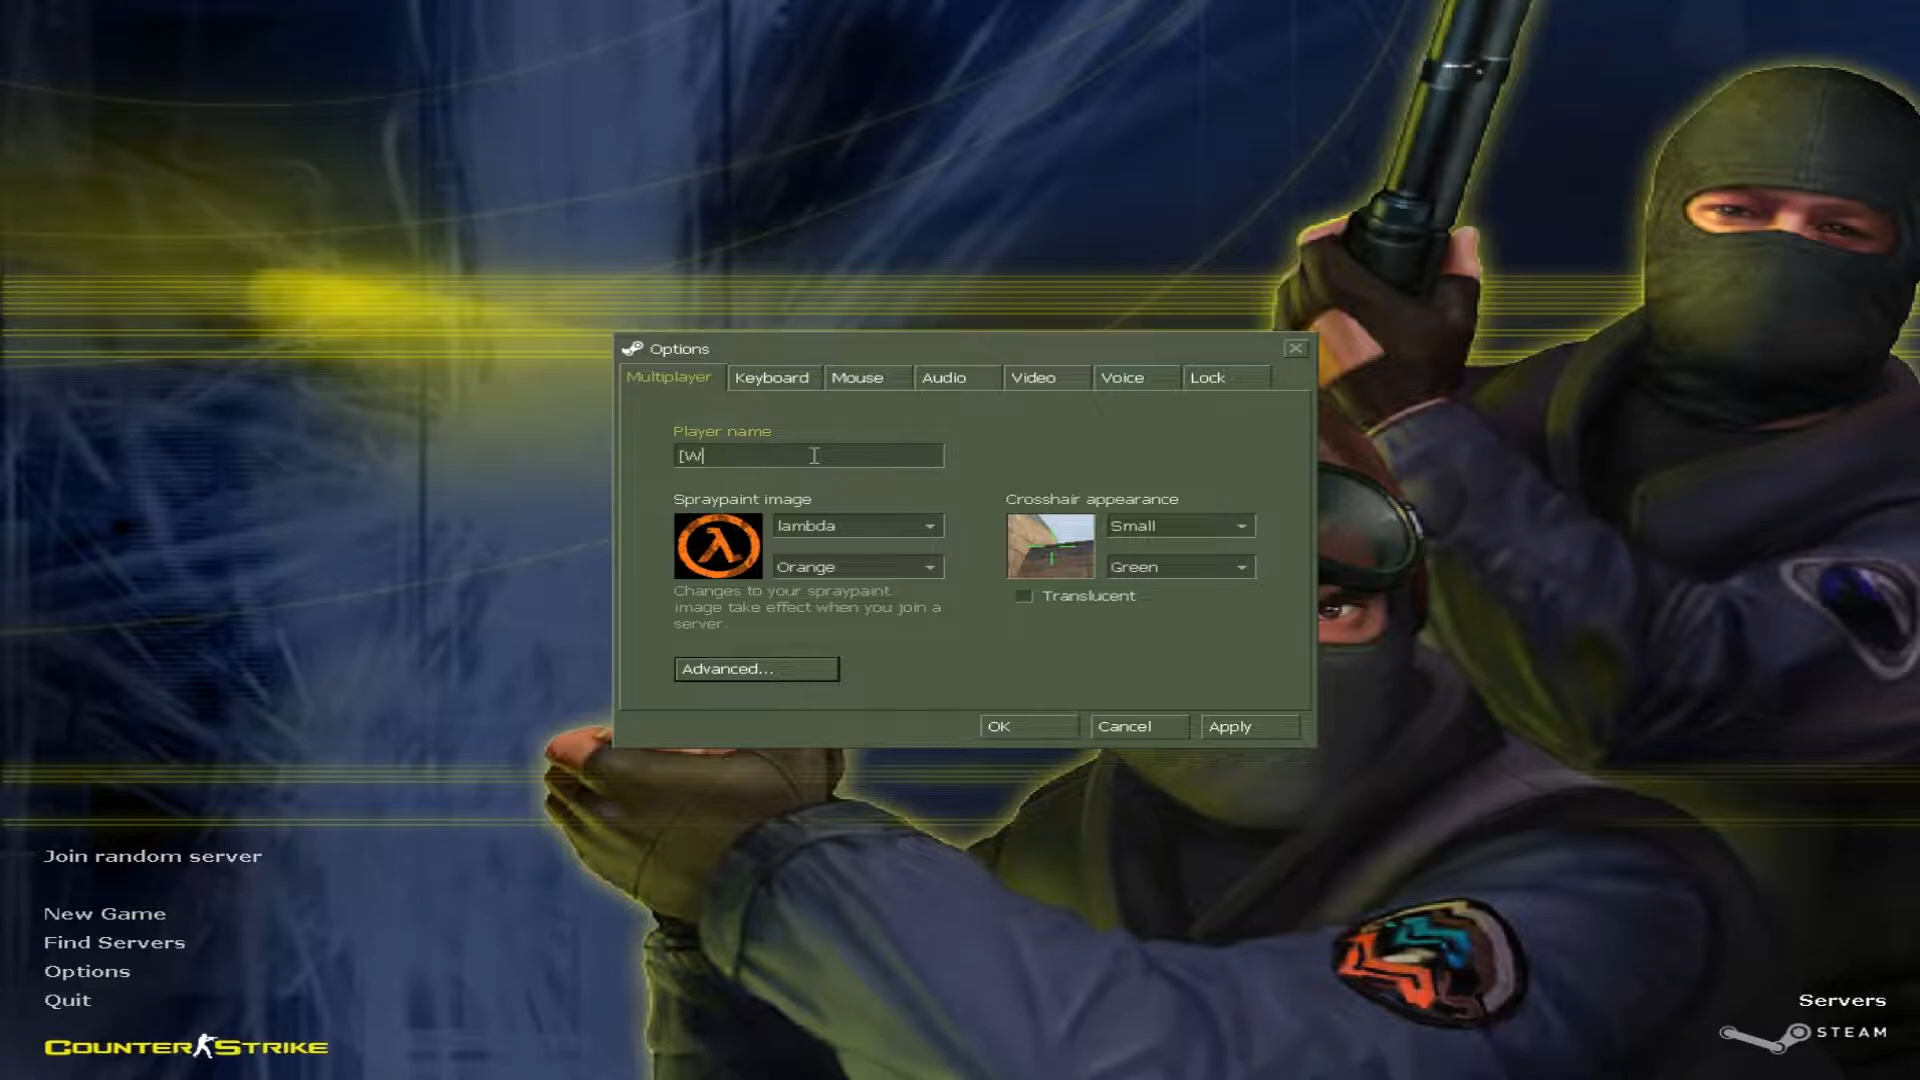 Options
Multiplayer Keyboard Mouse Audio Video Voice Lock
Player name
[W
Spraypaint image
lambda
Orange
Changes to your spraypaint
image take effect when you join a
server.
Crosshair appearance
Small
Green
Translucent
Advanced...
OK Cancel Apply
Join random server
New Game
Find Servers
Options
Quit
COUNTER STRIKE
Servers
STEAM